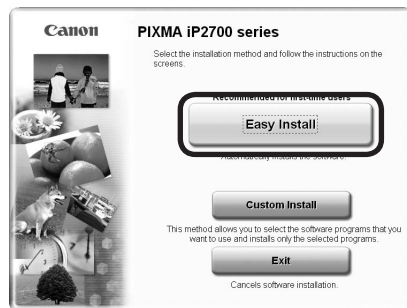 Canon
PIXMA iP2700 series
Select the installation method and follow the instructions on the
screens.
Recommended for first-time users
Easy Install
Automatically installs the software.
Custom Install
This method allows you to select the software programs that you
want to use and installs only the selected programs.
Exit
Cancels software installation.